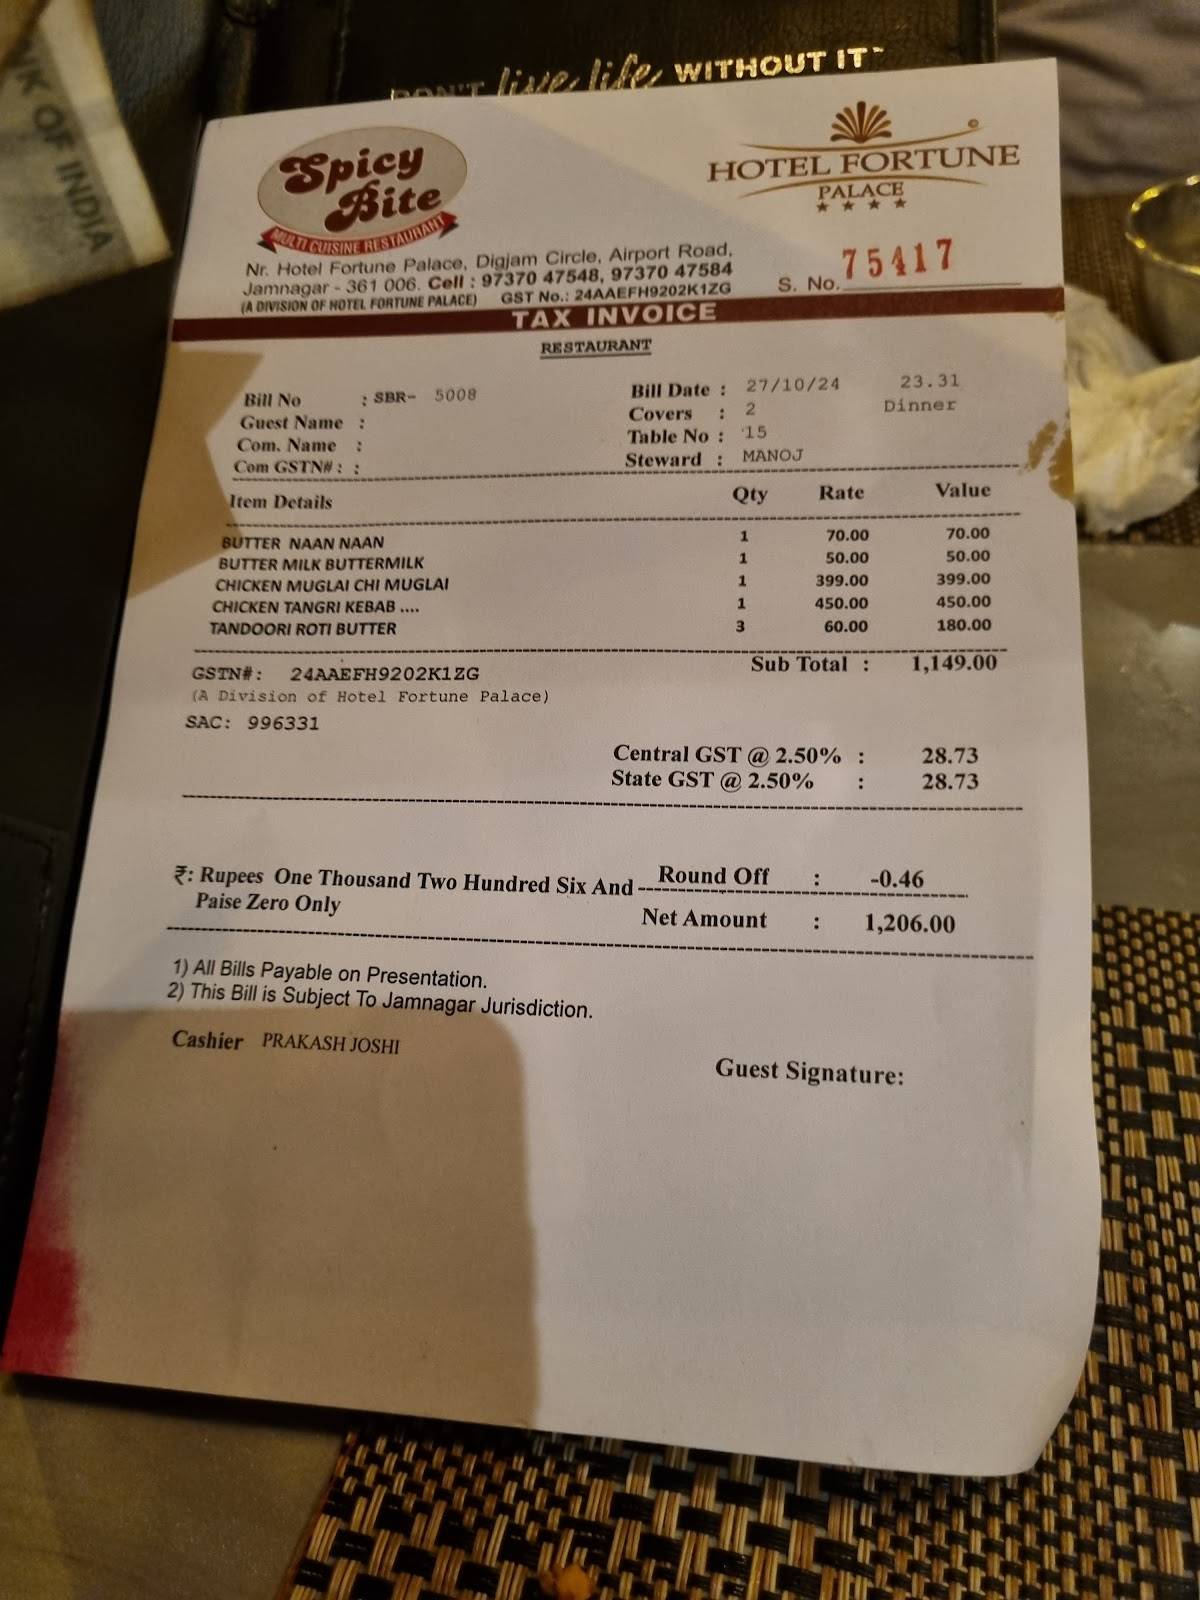 DON'T live life WITHOUT IT
NK OF INDIA
Spicy
Bite
MULTI CUISINE RESTAURANT
HOTEL FORTUNE
PALACE
Nr. Hotel Fortune Palace, Digjam Circle, Airport Road,
Jamnagar - 361 006. Cell : 97370 47548, 97370 47584
(A DIVISION OF HOTEL FORTUNE PALACE) GST No.: 24AAEFH9202K1ZG
S. No. 75417
TAX INVOICE
RESTAURANT
Bill No : SBR- 5008 Bill Date : 27/10/24 23.31
Guest Name : Covers : 2 Dinner
Com. Name : Table No : 15
Com GSTN# : : Steward : MANOJ
Item Details Qty Rate Value
BUTTER NAAN NAAN 1 70.00 70.00
BUTTER MILK BUTTERMILK 1 50.00 50.00
CHICKEN MUGLAI CHI MUGLAI 1 399.00 399.00
CHICKEN TANGRI KEBAB .... 1 450.00 450.00
TANDOORI ROTI BUTTER 3 60.00 180.00
GSTN#: 24AAEFH9202K1ZG Sub Total : 1,149.00
(A Division of Hotel Fortune Palace)
SAC: 996331
Central GST @ 2.50% : 28.73
State GST @ 2.50% : 28.73
₹: Rupees One Thousand Two Hundred Six And Round Off : -0.46
Paise Zero Only Net Amount : 1,206.00
1) All Bills Payable on Presentation.
2) This Bill is Subject To Jamnagar Jurisdiction.
Cashier PRAKASH JOSHI
Guest Signature: